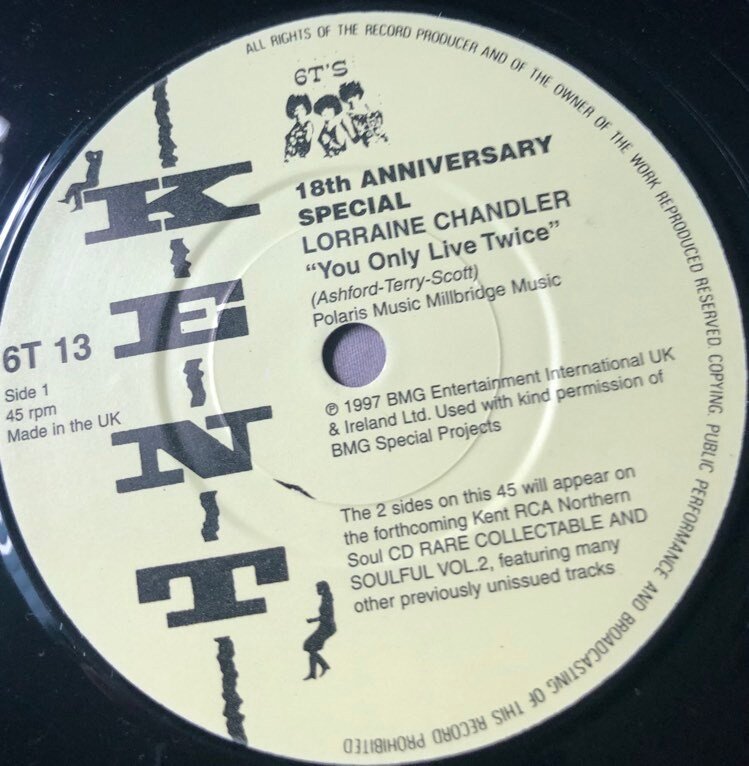 ALL RIGHTS OF THE RECORD PRODUCER AND OF THE OWNER OF THE WORK REPRODUCED RESERVED. COPYING, PUBLIC PERFORMANCE AND BROADCASTING OF THIS RECORD PROHIBITED
6T'S
KENT
18th ANNIVERSARY
SPECIAL
LORRAINE CHANDLER
"You Only Live Twice"
(Ashford-Terry-Scott)
Polaris Music Millbridge Music
6T 13
Side 1
45 rpm
Made in the UK
℗ 1997 BMG Entertainment International UK
& Ireland Ltd. Used with kind permission of
BMG Special Projects
The 2 sides on this 45 will appear on
the forthcoming Kent RCA Northern
Soul CD RARE COLLECTABLE AND
SOULFUL VOL.2, featuring many
other previously unissued tracks